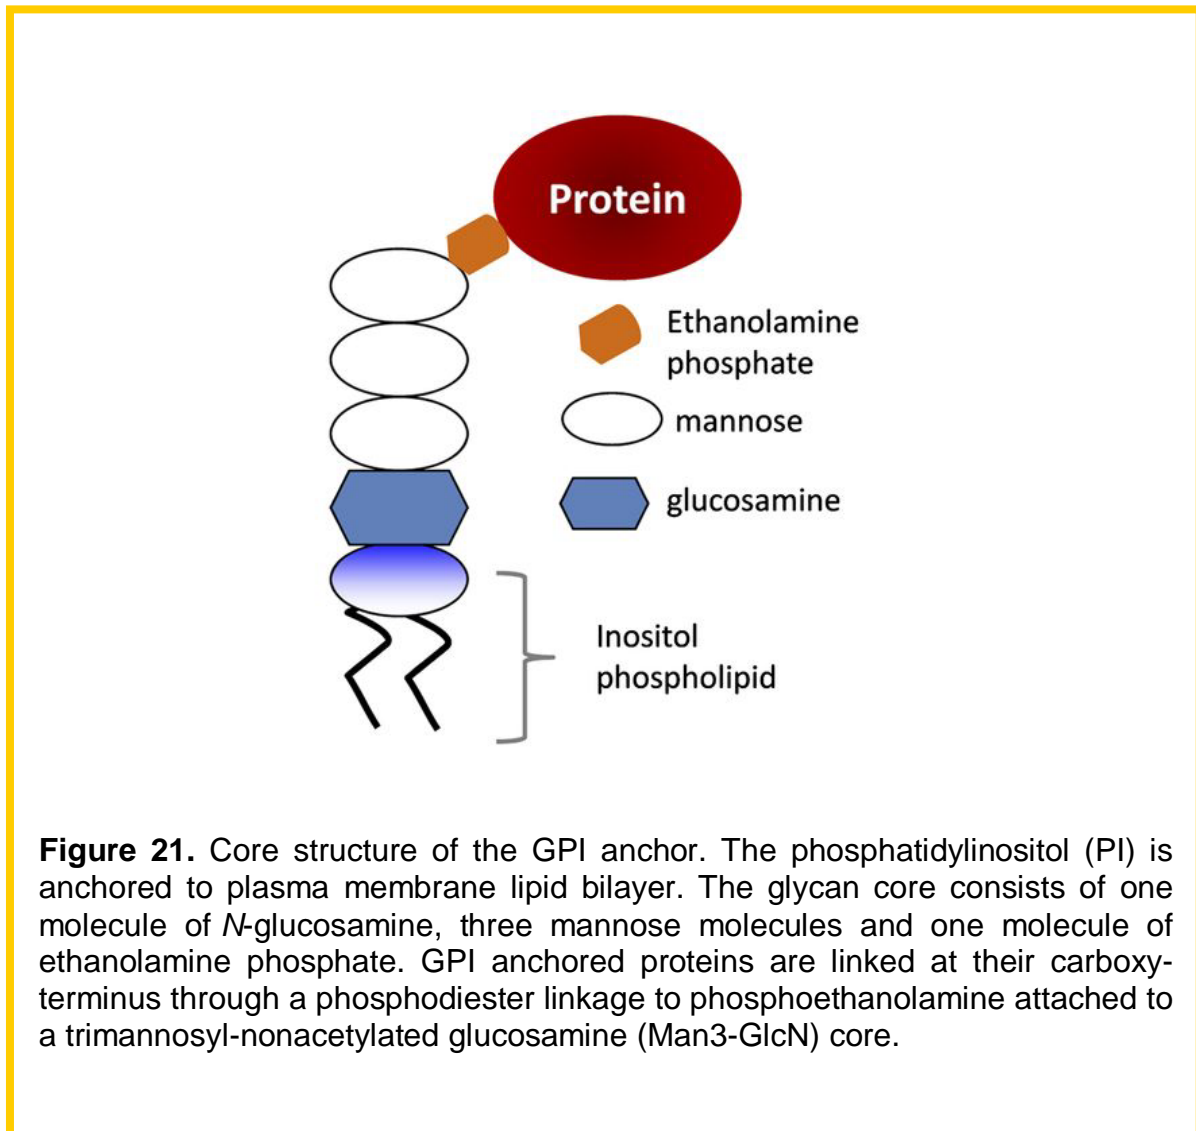 Protein
Ethanolamine
phosphate
mannose
glucosamine
Inositol
phospholipid
Figure 21. Core structure of the GPI anchor. The phosphatidylinositol (PI) is
anchored to plasma membrane lipid bilayer. The glycan core consists of one
molecule of N-glucosamine, three mannose molecules and one molecule of
ethanolamine phosphate. GPI anchored proteins are linked at their carboxy-
terminus through a phosphodiester linkage to phosphoethanolamine attached to
a trimannosyl-nonacetylated glucosamine (Man3-GlcN) core.